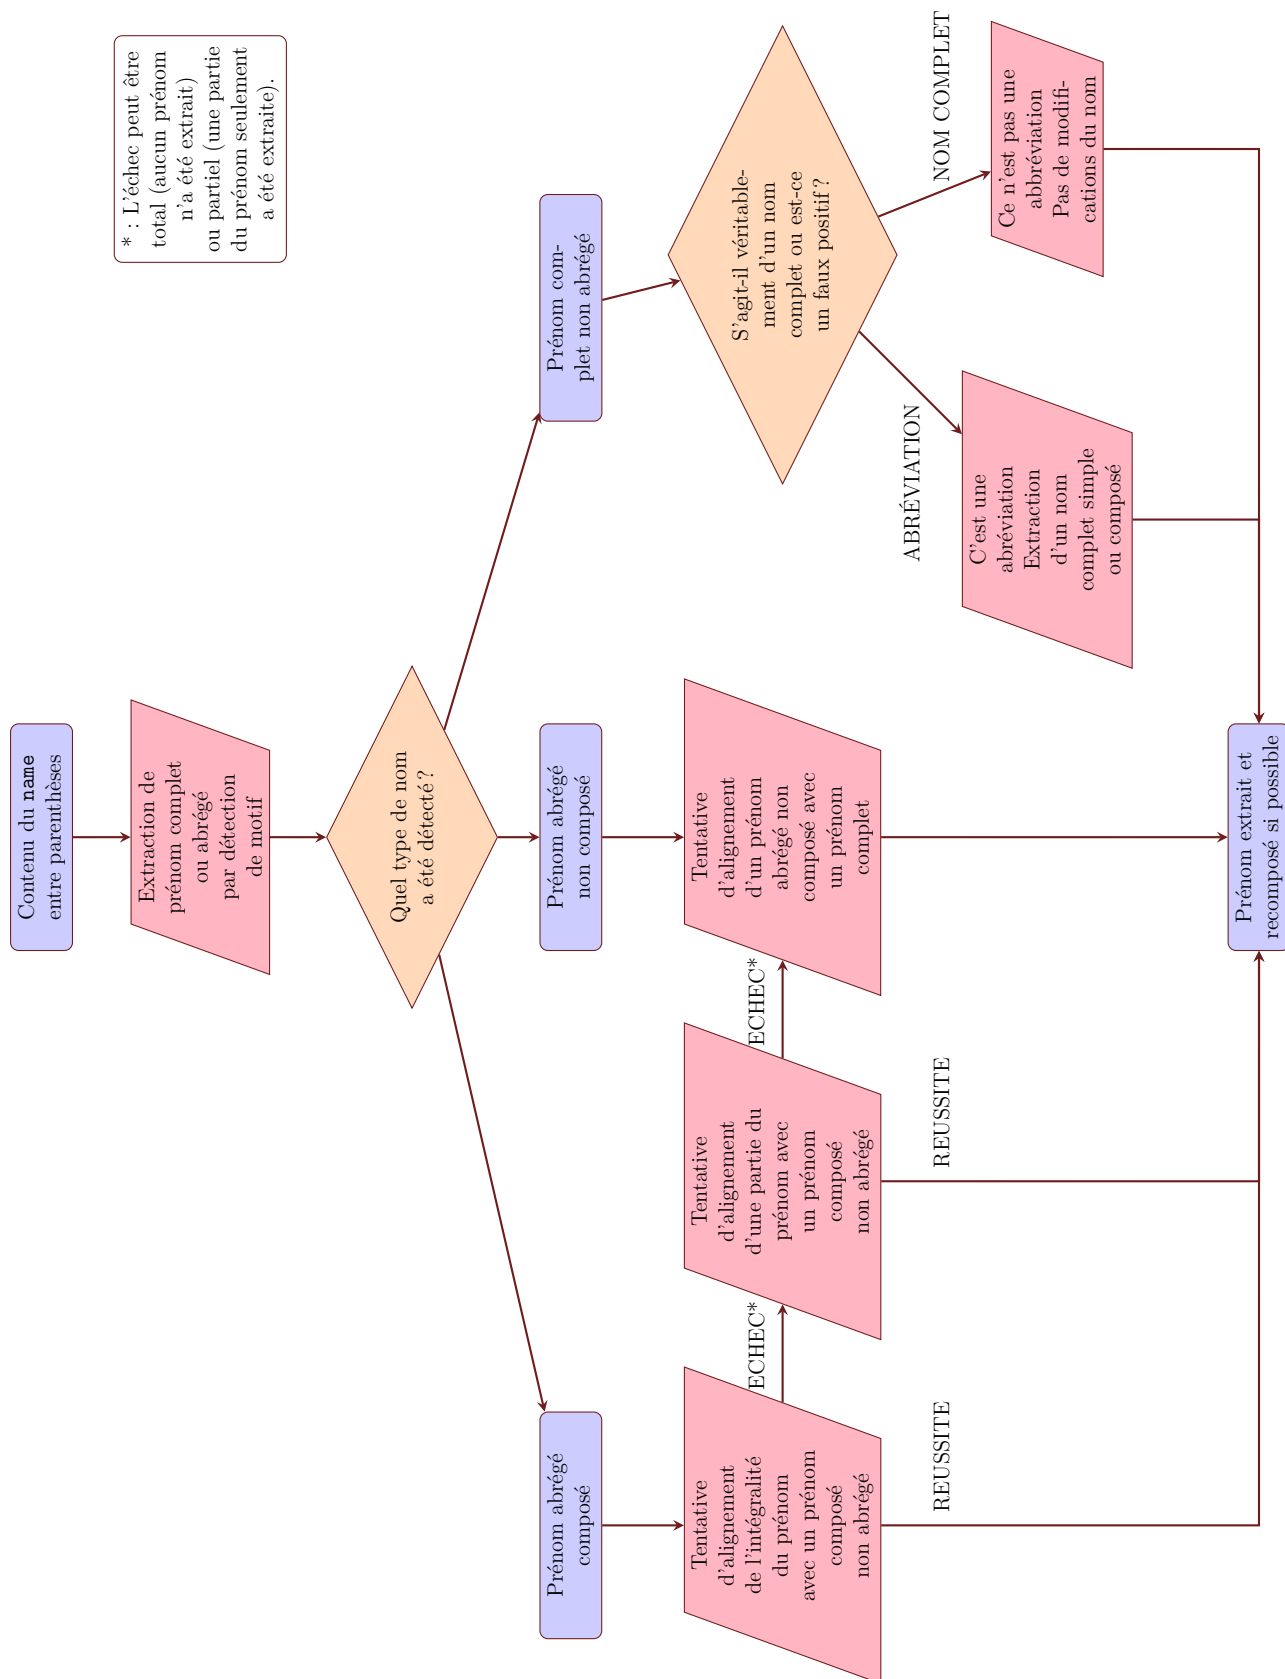 Contenu du name
entre parenthèses
* : L'échec peut être
total (aucun prénom
n'a été extrait)
ou partiel (une partie
du prénom seulement
a été extraite).
Extraction de
prénom complet
ou abrégé
par détection
de motif
Quel type de nom
a été détecté ?
Prénom abrégé
composé
Prénom abrégé
non composé
Prénom com-
plet non abrégé
Tentative
d'alignement
de l'intégralité
du prénom
avec un prénom
composé
non abrégé
ECHEC*
Tentative
d'alignement
d'une partie du
prénom avec
un prénom
composé
non abrégé
ECHEC*
Tentative
d'alignement
d'un prénom
abrégé non
composé avec
un prénom
complet
S'agit-il véritable-
ment d'un nom
complet ou est-ce
un faux positif ?
REUSSITE
REUSSITE
ABRÉVIATION
NOM COMPLET
C'est une
abréviation
Extraction
d'un nom
complet simple
ou composé
Ce n'est pas une
abbréviation
Pas de modifi-
cations du nom
Prénom extrait et
recomposé si possible